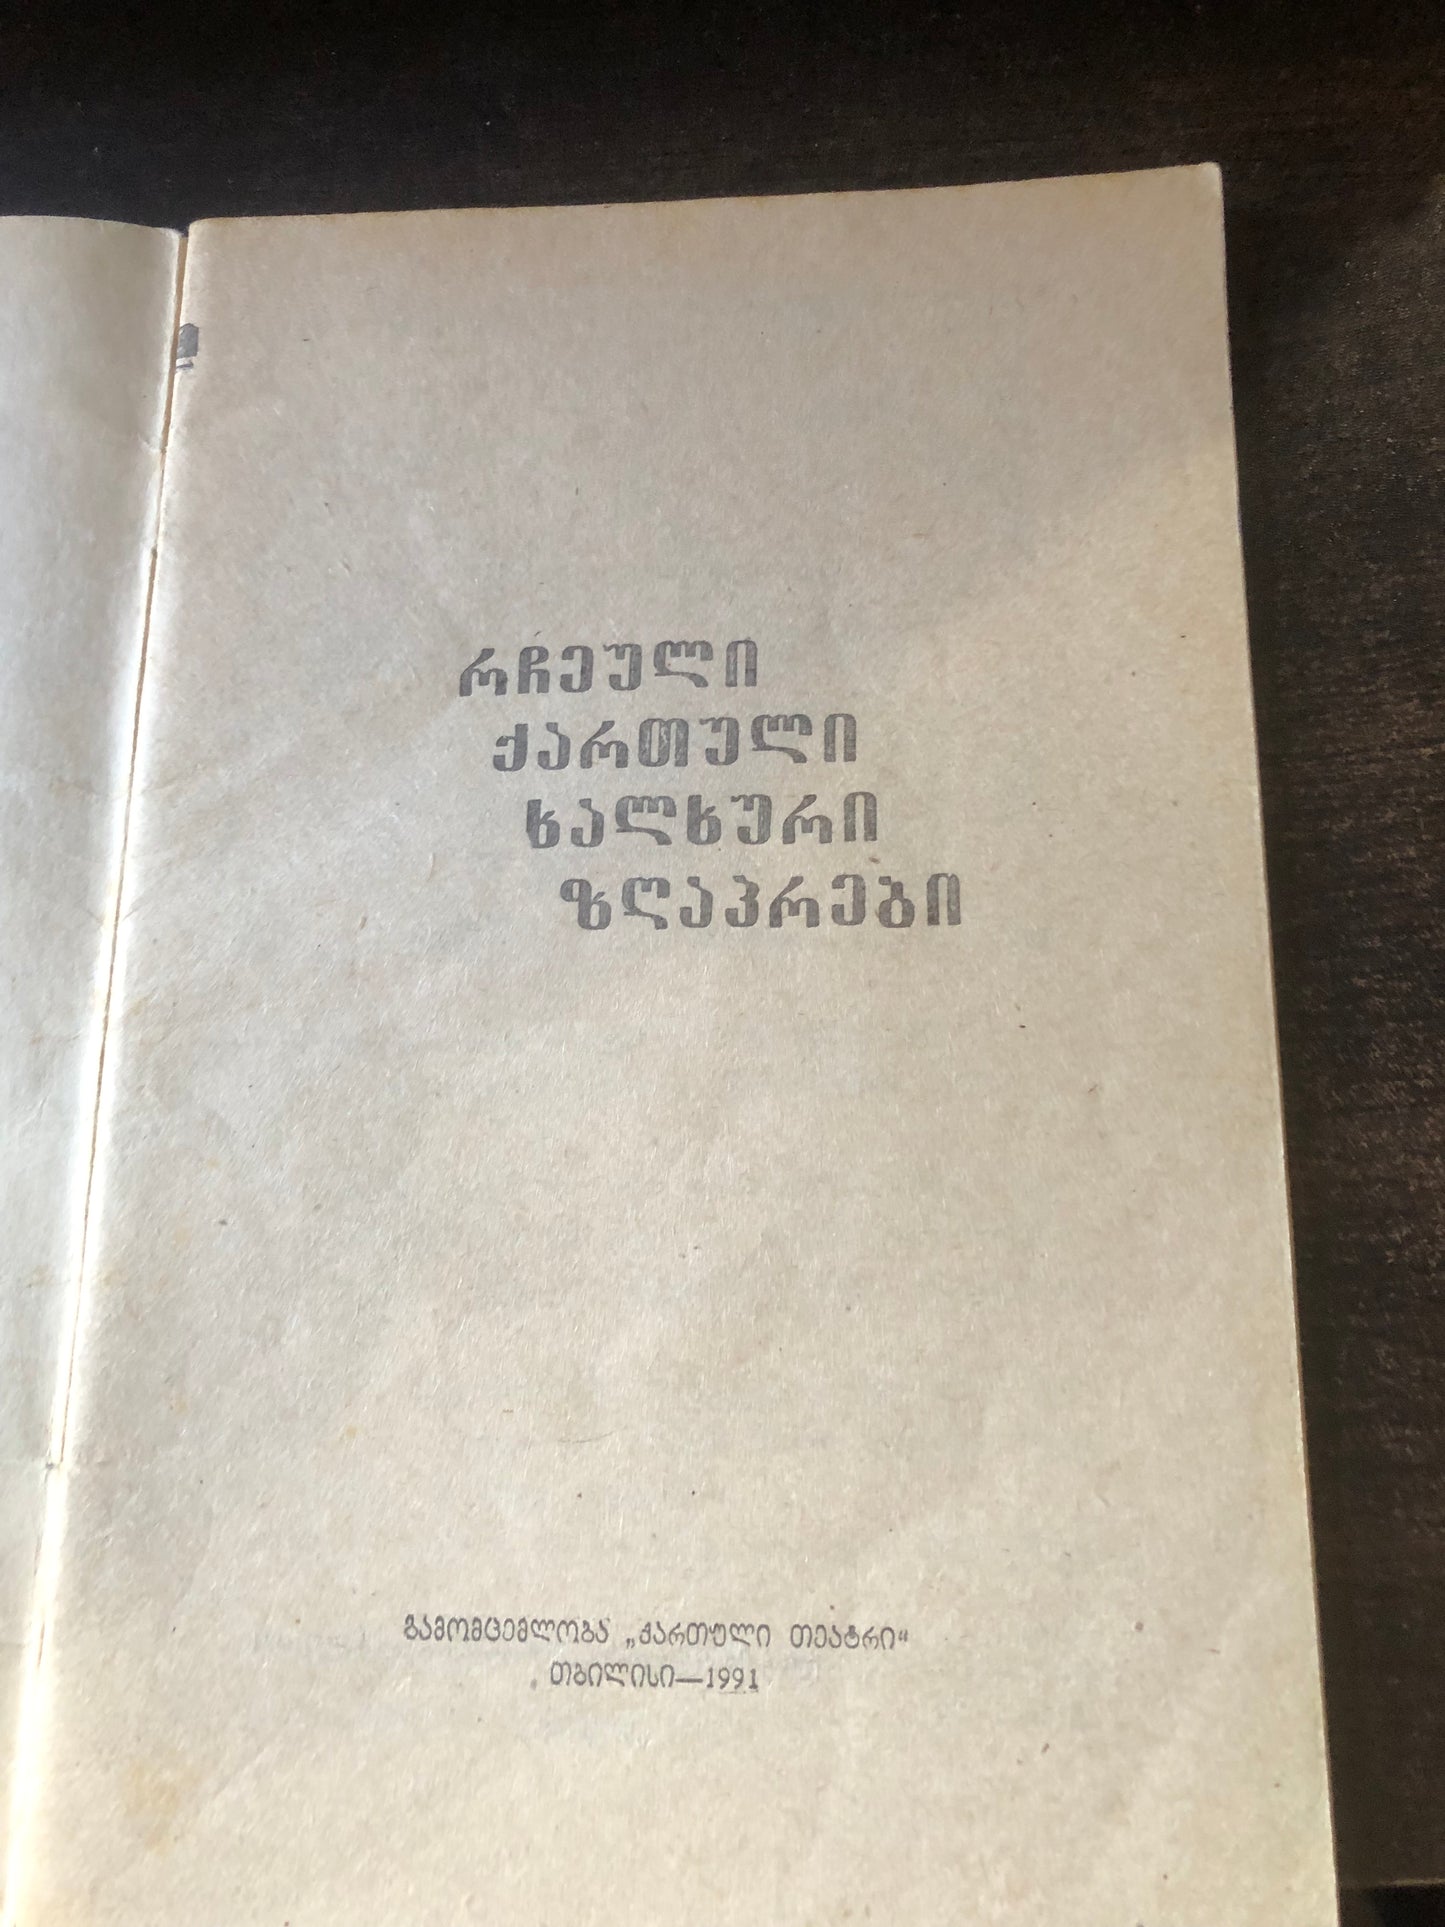 რჩეული
ქართული
ხალხური
ზღაპრები
გამომცემლობა „ქართული თეატრი“
თბილისი—1991